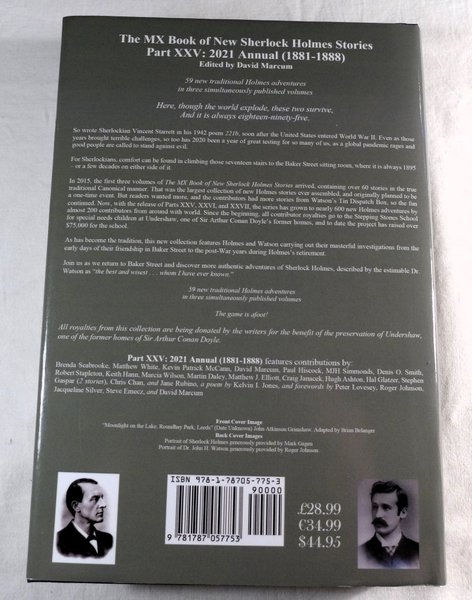 The MX Book of New Sherlock Holmes Stories
Part XXV: 2021 Annual (1881-1888)
Edited by David Marcum
59 new traditional Holmes adventures
in three simultaneously published volumes
Here, though the world explode, these two survive,
And it is always eighteen-ninety-five.
So wrote Sherlockian Vincent Starrett in his 1942 poem 221b, soon after the United States entered World War II. Even as those
years brought terrible challenges, so too has 2020 been a year of great testing for so many of us, as a global pandemic rages and
good people are called to stand against evil.
For Sherlockians, comfort can be found in climbing those seventeen stairs to the Baker Street sitting room, where it is always 1895
- or a few decades on either side of it.
In 2015, the first three volumes of The MX Book of New Sherlock Holmes Stories arrived, containing over 60 stories in the true
traditional Canonical manner. That was the largest collection of new Holmes stories ever assembled, and originally planned to be
a one-time event. But readers wanted more, and the contributors had more stories from Watson's Tin Dispatch Box, so the fun
continued. Now, with the release of Parts XXV, XXVI, and XXVII, the series has grown to nearly 600 new Holmes adventures by
almost 200 contributors from around with world. Since the beginning, all contributor royalties go to the Stepping Stones School
for special needs children at Undershaw, one of Sir Arthur Conan Doyle's former homes, and to date the project has raised over
$75,000 for the school.
As has become the tradition, this new collection features Holmes and Watson carrying out their masterful investigations from the
early days of their friendship in Baker Street to the post-War years during Holmes's retirement.
Join us as we return to Baker Street and discover more authentic adventures of Sherlock Holmes, described by the estimable Dr.
Watson as "the best and wisest . . . whom I have ever known."
59 new traditional Holmes adventures
in three simultaneously published volumes
The game is afoot!
All royalties from this collection are being donated by the writers for the benefit of the preservation of Undershaw,
one of the former homes of Sir Arthur Conan Doyle.
Part XXV: 2021 Annual (1881-1888) features contributions by:
Brenda Seabrooke, Matthew White, Kevin Patrick McCann, David Marcum, Paul Hiscock, MJH Simmonds, Denis O. Smith,
Robert Stapleton, Keith Hann, Marcia Wilson, Martin Daley, Matthew J. Elliott, Craig Janacek, Hugh Ashton, Hal Glatzer, Stephen
Gaspar (2 stories), Chris Chan, and Jane Rubino, a poem by Kelvin I. Jones, and forewords by Peter Lovesey, Roger Johnson,
Jacqueline Silver, Steve Emecz, and David Marcum
Front Cover Image
"Moonlight on the Lake, Roundhay Park, Leeds" (Date Unknown) John Atkinson Grimshaw. Adapted by Brian Belanger
Back Cover Images
Portrait of Sherlock Holmes generously provided by Mark Gagen
Portrait of Dr. John H. Watson generously provided by Roger Johnson
ISBN 978-1-78705-775-3
90000
9 781787 057753
£28.99
€34.99
$44.95